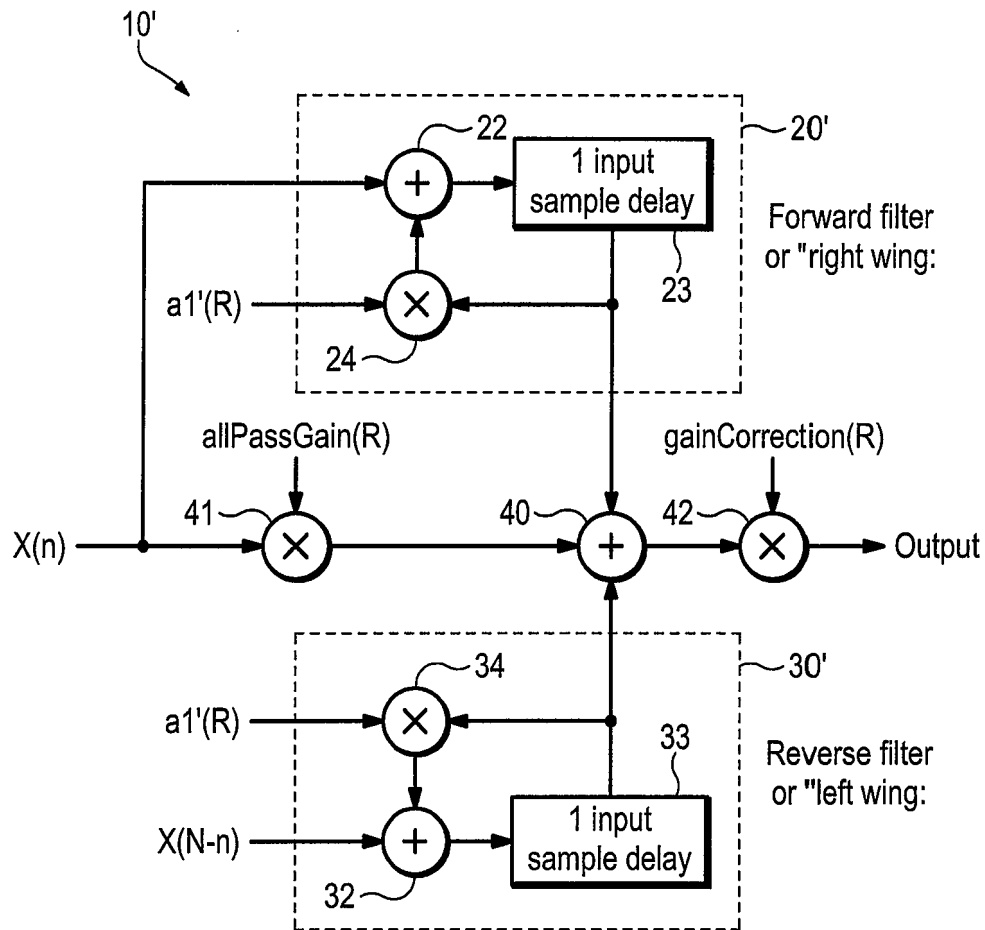 10'
22
1 input
sample delay
20'
+
Forward filter
or "right wing:
23
a1'(R)
×
24
allPassGain(R)
gainCorrection(R)
41
40
42
X(n)
×
+
×
Output
34
30'
a1'(R)
×
33
Reverse filter
or "left wing:
X(N-n)
+
1 input
sample delay
32